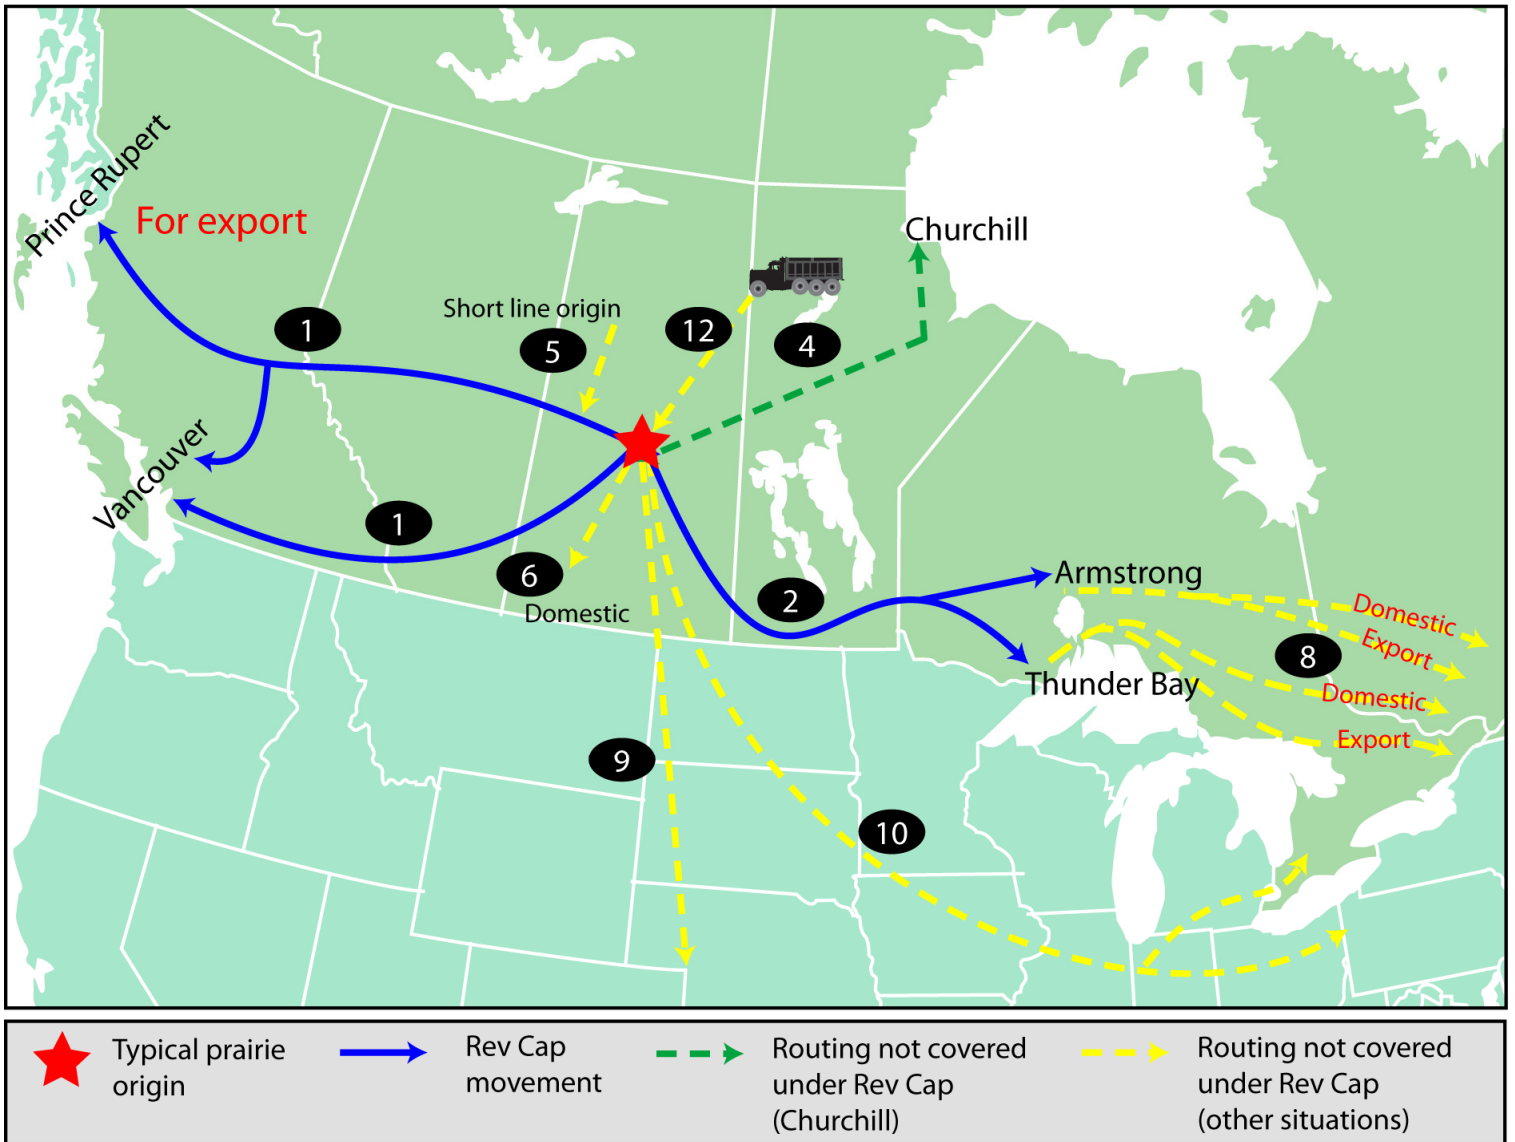 Prince Rupert
For export
Churchill
Short line origin
1
5
12
4
Vancouver
1
6
Domestic
2
Armstrong
Domestic
Export
8
Thunder Bay
Domestic
Export
9
10
Typical prairie
origin
Rev Cap
movement
Routing not covered
under Rev Cap
(Churchill)
Routing not covered
under Rev Cap
(other situations)